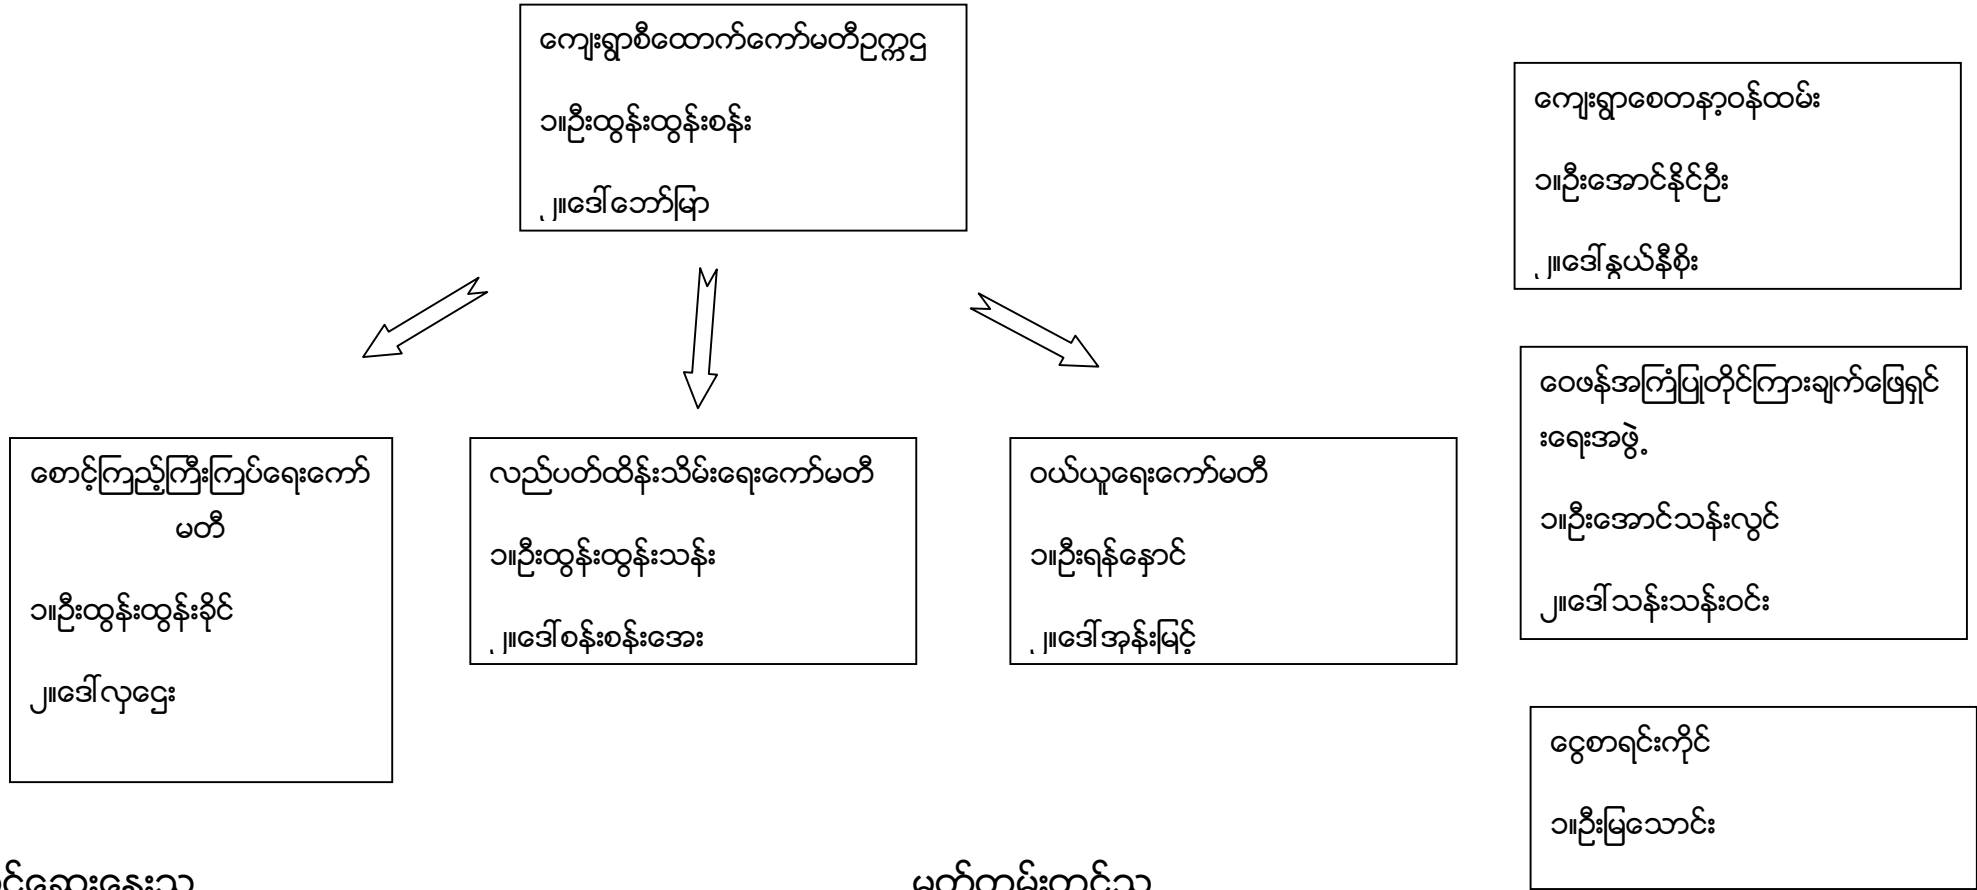 ကျေးရွာစီထောက်ကော်မတီဥက္ကဌ
၁။ဦးထွန်းထွန်းစန်း
၂။ဒေါ်ဘော်မြာ
ကျေးရွာစေတနာ့ဝန်ထမ်း
၁။ဦးအောင်နိုင်ဦး
၂။ဒေါ်နွယ်နီစိုး
ဝေဖန်အကြံပြုတိုင်ကြားချက်ဖြေရှင်
းရေးအဖွဲ့
၁။ဦးအောင်သန်းလွင်
၂။ဒေါ်သန်းသန်းဝင်း
စောင့်ကြည့်ကြီးကြပ်ရေးကော်
မတီ
၁။ဦးထွန်းထွန်းခိုင်
၂။ဒေါ်လှဌေး
လည်ပတ်ထိန်းသိမ်းရေးကော်မတီ
၁။ဦးထွန်းထွန်းသန်း
၂။ဒေါ်စန်းစန်းအေး
ဝယ်ယူရေးကော်မတီ
၁။ဦးရန်နောင်
၂။ဒေါ်အုန်းမြင့်
ငွေစာရင်းကိုင်
၁။ဦးမြသောင်း
မှတ်တမ်းတင်သူ